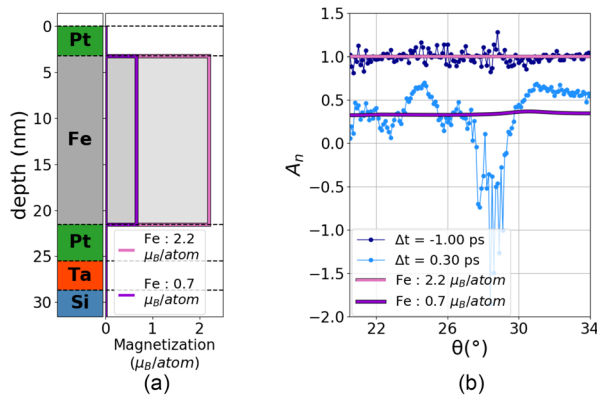 0
5
10
15
20
25
30
depth (nm)
Pt
Fe
Pt
Ta
Si
Fe : 2.2
μB/atom
Fe : 0.7
μB/atom
0 1 2
Magnetization
(μB/atom)
(a)
1.5
1.0
0.5
0.0
-0.5
-1.0
-1.5
-2.0
An
Δt = -1.00 ps
Δt = 0.30 ps
Fe : 2.2 μB/atom
Fe : 0.7 μB/atom
22 26 30 34
θ(°)
(b)